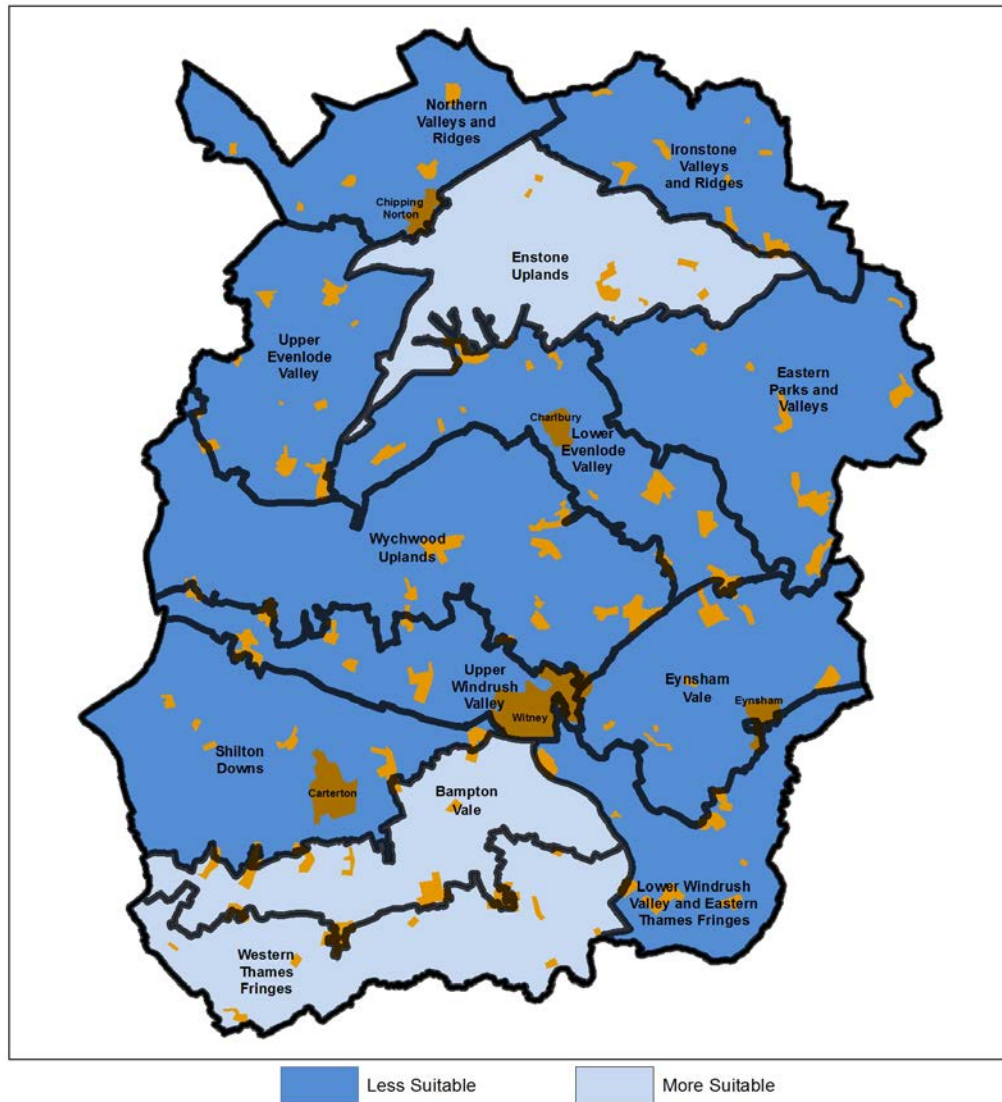 Northern
Valleys and
Ridges
Ironstone
Valleys
and Ridges
Chipping
Norton
Enstone
Uplands
Upper
Evenlode
Valley
Eastern
Parks and
Valleys
Charlbury
Lower
Evenlode
Valley
Wychwood
Uplands
Upper
Windrush
Valley
Witney
Eynsham
Vale
Eynsham
Shilton
Downs
Carterton
Bampton
Vale
Lower Windrush
Valley and Eastern
Thames Fringes
Western
Thames
Fringes
Less Suitable
More Suitable